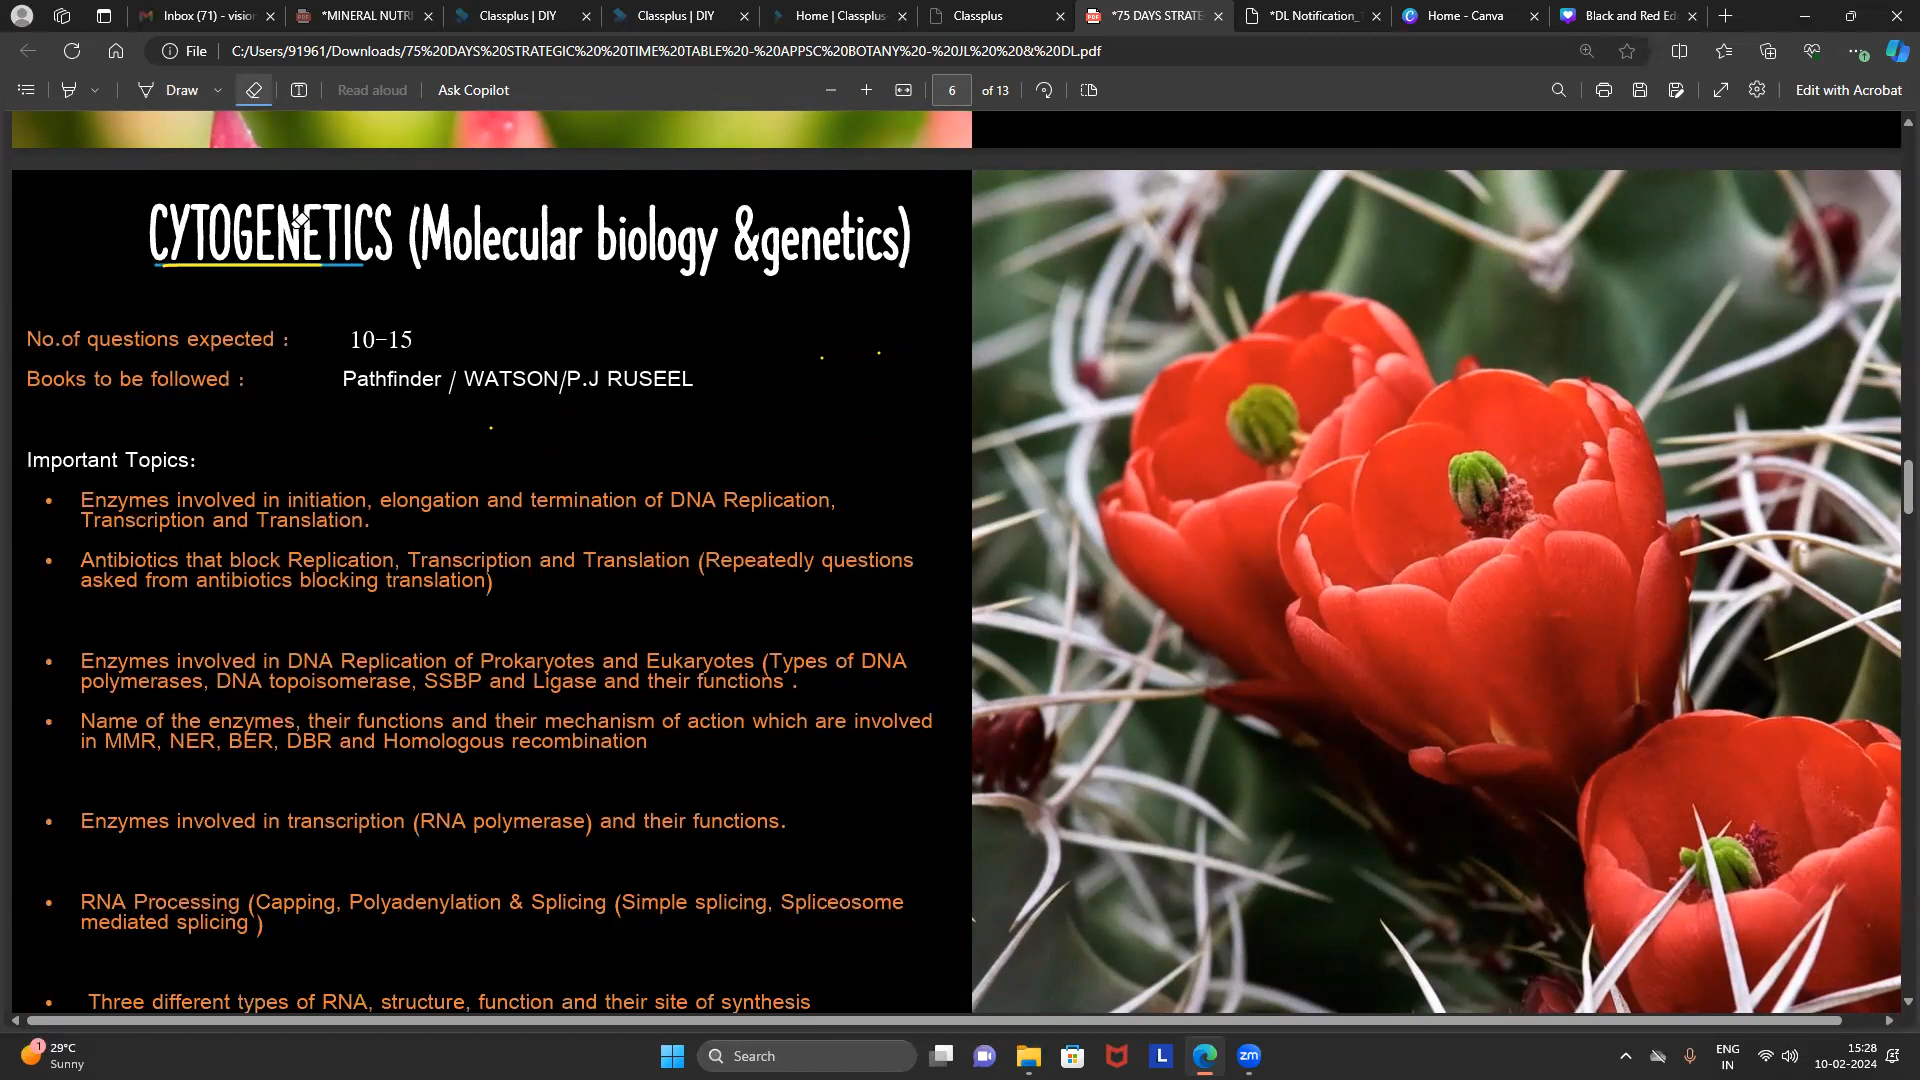 Inbox (71) - vision
*MINERAL NUTRI
Classplus | DIY
Classplus | DIY
Home | Classplus
Classplus
*75 DAYS STRATE
*DL Notification_
Home - Canva
Black and Red Ed
File
C:/Users/91961/Downloads/75%20DAYS%20STRATEGIC%20%20TIME%20TABLE%20-%20APPSC%20BOTANY%20-%20JL%20%20&%20DL.pdf
Draw
Read aloud
Ask Copilot
6
of 13
Edit with Acrobat
CYTOGENETICS (Molecular biology &genetics)
No.of questions expected : 10-15
Books to be followed : Pathfinder / WATSON/P.J RUSEEL
Important Topics:
• Enzymes involved in initiation, elongation and termination of DNA Replication,
Transcription and Translation.
• Antibiotics that block Replication, Transcription and Translation (Repeatedly questions
asked from antibiotics blocking translation)
• Enzymes involved in DNA Replication of Prokaryotes and Eukaryotes (Types of DNA
polymerases, DNA topoisomerase, SSBP and Ligase and their functions .
• Name of the enzymes, their functions and their mechanism of action which are involved
in MMR, NER, BER, DBR and Homologous recombination
• Enzymes involved in transcription (RNA polymerase) and their functions.
• RNA Processing (Capping, Polyadenylation & Splicing (Simple splicing, Spliceosome
mediated splicing )
• Three different types of RNA, structure, function and their site of synthesis
1
29°C
Sunny
Search
L
zm
ENG
IN
15:28
10-02-2024